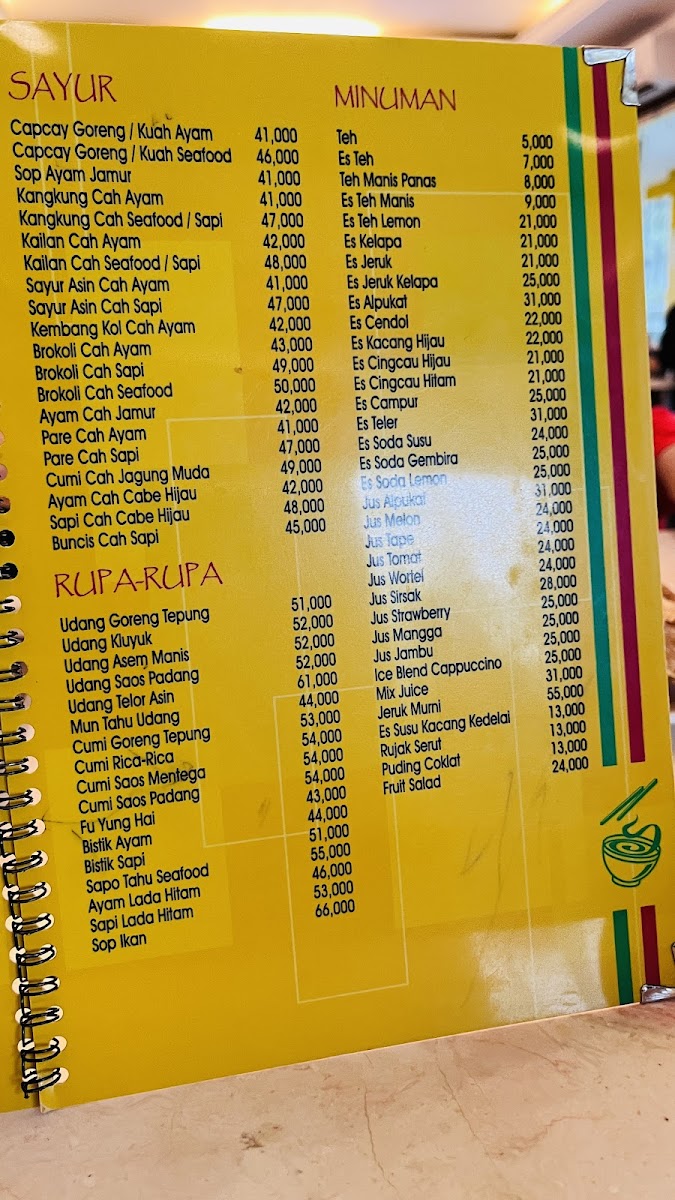 SAYUR
Capcay Goreng / Kuah Ayam 41,000
Capcay Goreng / Kuah Seafood 46,000
Sop Ayam Jamur 41,000
Kangkung Cah Ayam 41,000
Kangkung Cah Seafood / Sapi 47,000
Kailan Cah Ayam 42,000
Kailan Cah Seafood / Sapi 48,000
Sayur Asin Cah Ayam 41,000
Sayur Asin Cah Sapi 47,000
Kembang Kol Cah Ayam 42,000
Brokoli Cah Ayam 43,000
Brokoli Cah Sapi 49,000
Brokoli Cah Seafood 50,000
Ayam Cah Jamur 42,000
Pare Cah Ayam 41,000
Pare Cah Sapi 47,000
Cumi Cah Jagung Muda 49,000
Ayam Cah Cabe Hijau 42,000
Sapi Cah Cabe Hijau 48,000
Buncis Cah Sapi 45,000
RUPA-RUPA
Udang Goreng Tepung 51,000
Udang Kluyuk 52,000
Udang Asem Manis 52,000
Udang Saos Padang 52,000
Udang Telor Asin 61,000
Mun Tahu Udang 44,000
Cumi Goreng Tepung 53,000
Cumi Rica-Rica 54,000
Cumi Saos Mentega 54,000
Cumi Saos Padang 54,000
Fu Yung Hai 43,000
Bistik Ayam 44,000
Bistik Sapi 51,000
Sapo Tahu Seafood 55,000
Ayam Lada Hitam 46,000
Sapi Lada Hitam 53,000
Sop Ikan 66,000
MINUMAN
Teh 5,000
Es Teh 7,000
Teh Manis Panas 8,000
Es Teh Manis 9,000
Es Teh Lemon 21,000
Es Kelapa 21,000
Es Jeruk 21,000
Es Jeruk Kelapa 25,000
Es Alpukat 31,000
Es Cendol 22,000
Es Kacang Hijau 22,000
Es Cingcau Hijau 21,000
Es Cingcau Hitam 21,000
Es Campur 25,000
Es Teler 31,000
Es Soda Susu 24,000
Es Soda Gembira 25,000
Es Soda Lemon 25,000
Jus Alpukat 31,000
Jus Melon 24,000
Jus Tape 24,000
Jus Tomat 24,000
Jus Wortel 24,000
Jus Sirsak 28,000
Jus Strawberry 25,000
Jus Mangga 25,000
Jus Jambu 25,000
Ice Blend Cappuccino 25,000
Mix Juice 31,000
Jeruk Murni 55,000
Es Susu Kacang Kedelai 13,000
Rujak Serut 13,000
Puding Coklat 13,000
Fruit Salad 24,000